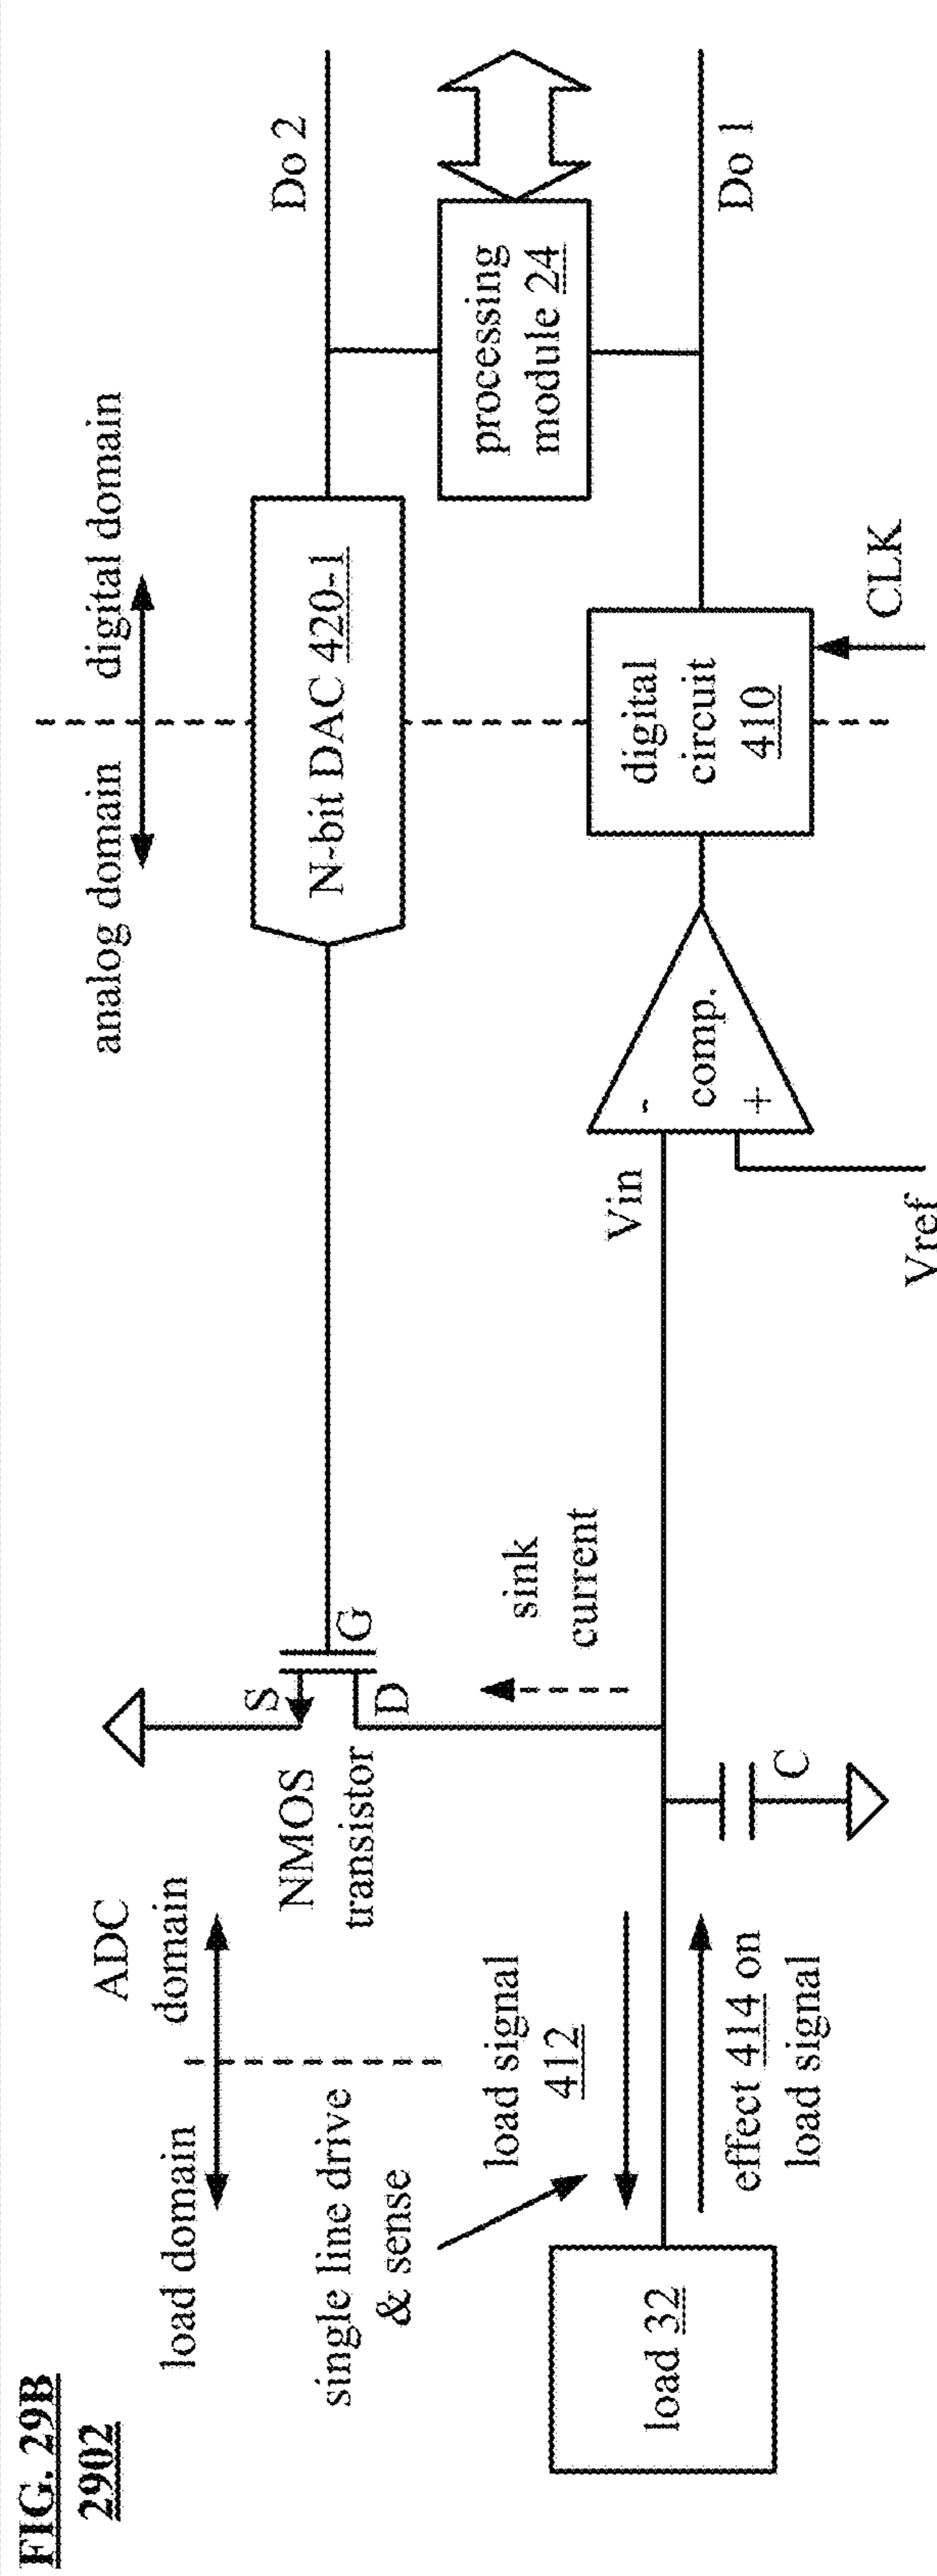 FIG. 29B
2902
load domain
ADC
domain
analog domain
digital domain
single line drive
& sense
NMOS
transistor
S
G
D
N-bit DAC 420-1
Do 2
load signal
412
sink
current
processing
module 24
load 32
effect 414 on
load signal
C
Vin
Vref
-
comp.
+
digital
circuit
410
CLK
Do 1